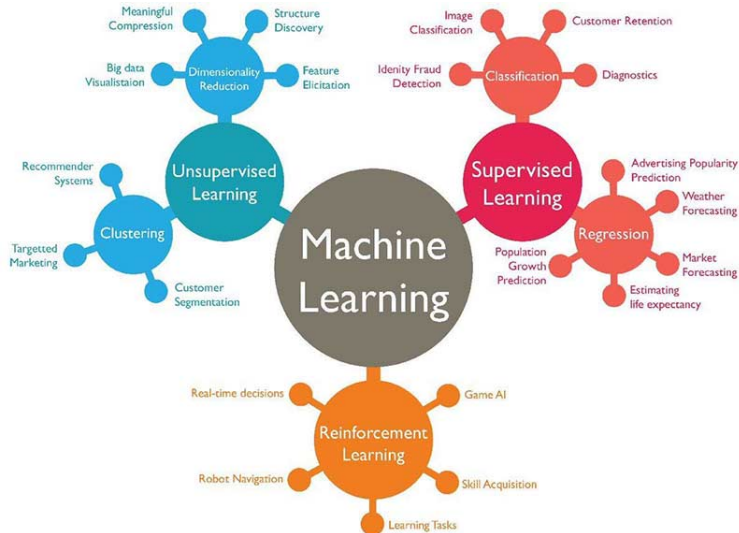 Meaningful
Compression
Structure
Discovery
Big data
Visualistaion
Dimensionality
Reduction
Feature
Elicitation
Image
Classification
Customer Retention
Idenity Fraud
Detection
Classification
Diagnostics
Recommender
Systems
Unsupervised
Learning
Supervised
Learning
Advertising Popularity
Prediction
Weather
Forecasting
Clustering
Targetted
Marketing
Customer
Segmentation
Machine
Learning
Regression
Population
Growth
Prediction
Market
Forecasting
Estimating
life expectancy
Real-time decisions
Game AI
Reinforcement
Learning
Robot Navigation
Skill Acquisition
Learning Tasks